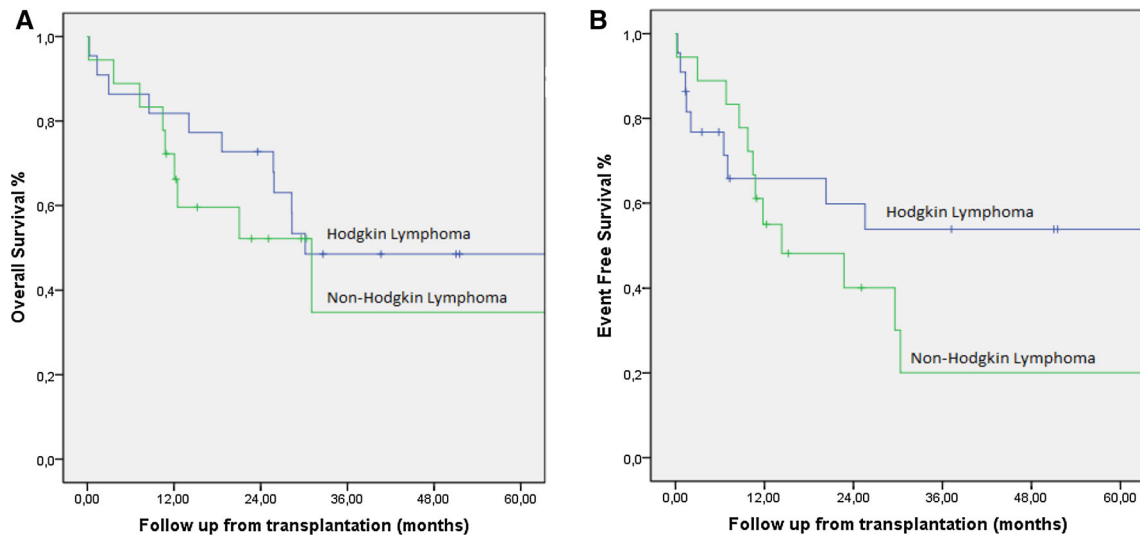 A
Overall Survival %
1,0
0,8
0,6
0,4
0,2
0,0
Hodgkin Lymphoma
Non-Hodgkin Lymphoma
0,00 12,00 24,00 36,00 48,00 60,00
Follow up from transplantation (months)
B
Event Free Survival %
1,0
0,8
0,6
0,4
0,2
0,0
Hodgkin Lymphoma
Non-Hodgkin Lymphoma
0,00 12,00 24,00 36,00 48,00 60,00
Follow up from transplantation (months)